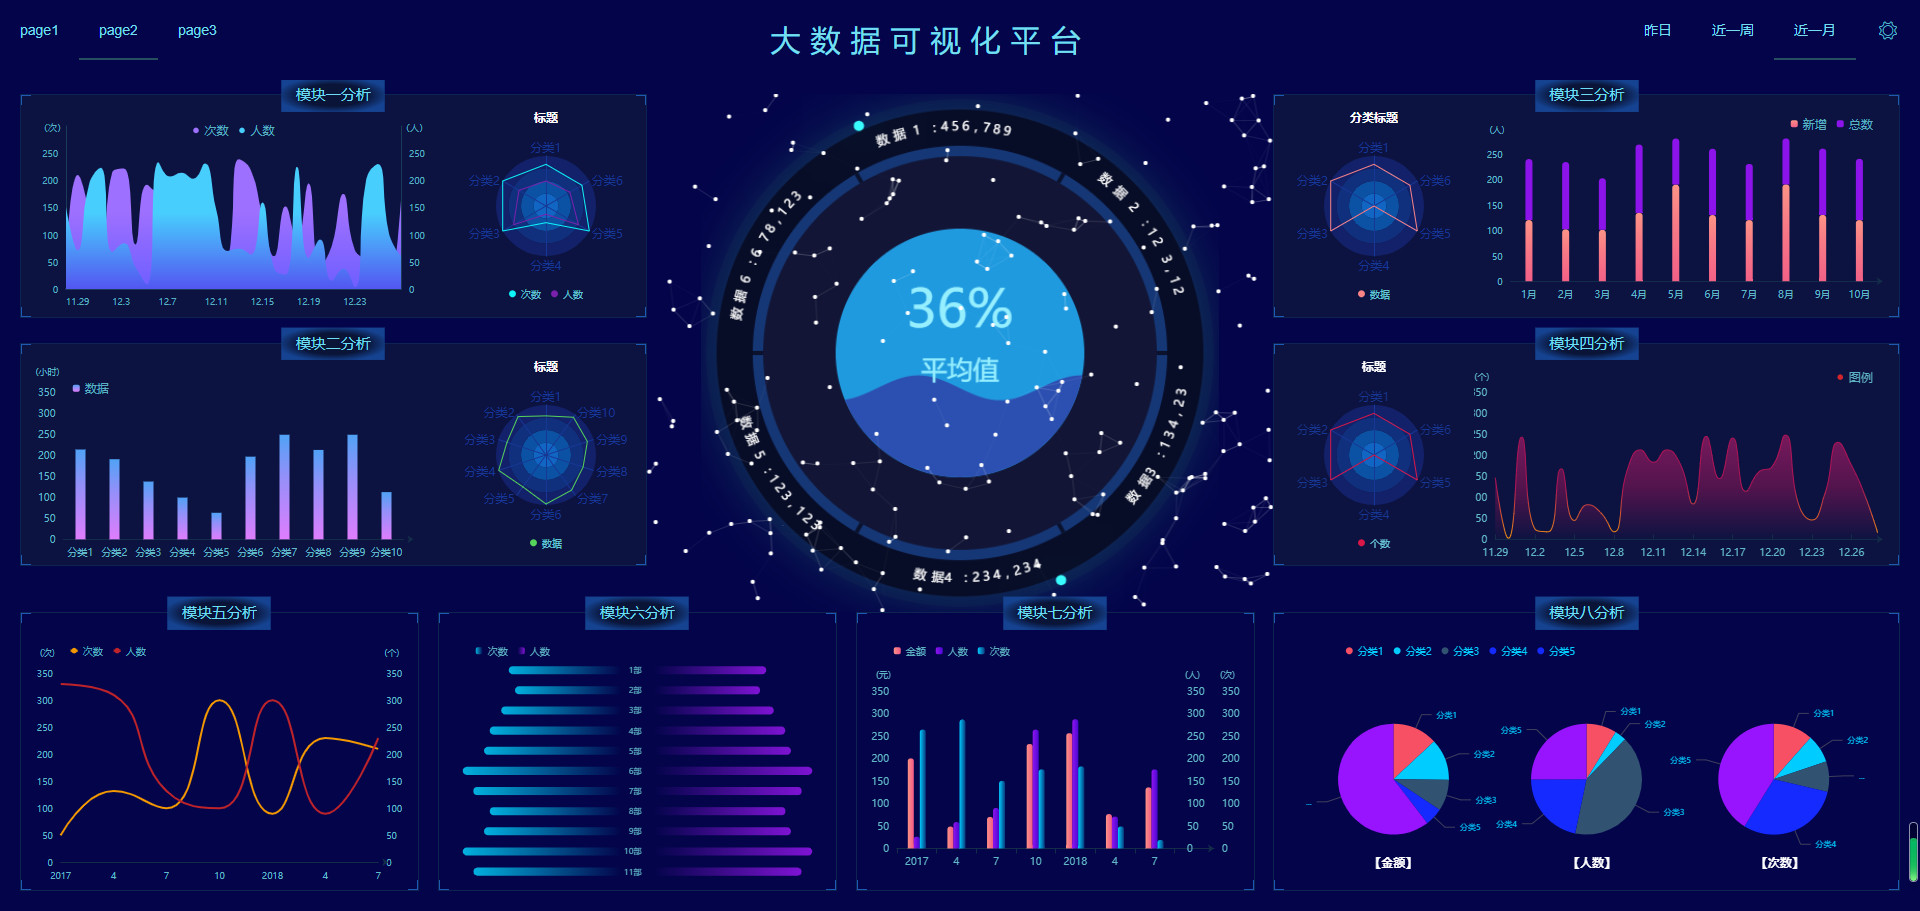 page1 page2 page3
大数据可视化平台
昨日 近一周 近一月
模块一分析
(次) 次数 人数 (人)
250 250
200 200
150 150
100 100
50 50
0 0
11.29 12.3 12.7 12.11 12.15 12.19 12.23
标题
分类1
分类2 分类6
分类3 分类5
分类4
次数 人数
模块二分析
(小时)
数据
350
300
250
200
150
100
50
0
分类1 分类2 分类3 分类4 分类5 分类6 分类7 分类8 分类9 分类10
标题
分类1
分类2 分类10
分类3 分类9
分类4 分类8
分类5 分类7
分类6
数据
数据1 :456,789
数据2 :12 3,12
数据3 :134,23
数据4 :234,234
数据5 :123,123
数据6 :6 78,123
36%
平均值
模块三分析
分类标题
分类1
分类2 分类6
分类3 分类5
分类4
数据
(人) 新增 总数
250
200
150
100
50
0
1月 2月 3月 4月 5月 6月 7月 8月 9月 10月
模块四分析
标题
分类1
分类2 分类6
分类3 分类5
分类4
个数
(个) 图例
350
300
250
50
00
50
0
11.29 12.2 12.5 12.8 12.11 12.14 12.17 12.20 12.23 12.26
模块五分析
(次) 次数 人数 (个)
350 350
300 300
250 250
200 200
150 150
100 100
50 50
0 0
2017 4 7 10 2018 4 7
模块六分析
次数 人数
1部
2部
3部
4部
5部
6部
7部
8部
9部
10部
11部
模块七分析
金额 人数 次数
(元) (人) (次)
350 350 350
300 300 300
250 250 250
200 200 200
150 150 150
100 100 100
50 50 50
0 0 0
2017 4 7 10 2018 4 7
模块八分析
分类1 分类2 分类3 分类4 分类5
分类1
分类2
分类3
分类5
...
【金额】
分类1
分类2
分类3
分类4
分类5
【人数】
分类1
分类2
...
分类4
分类5
【次数】